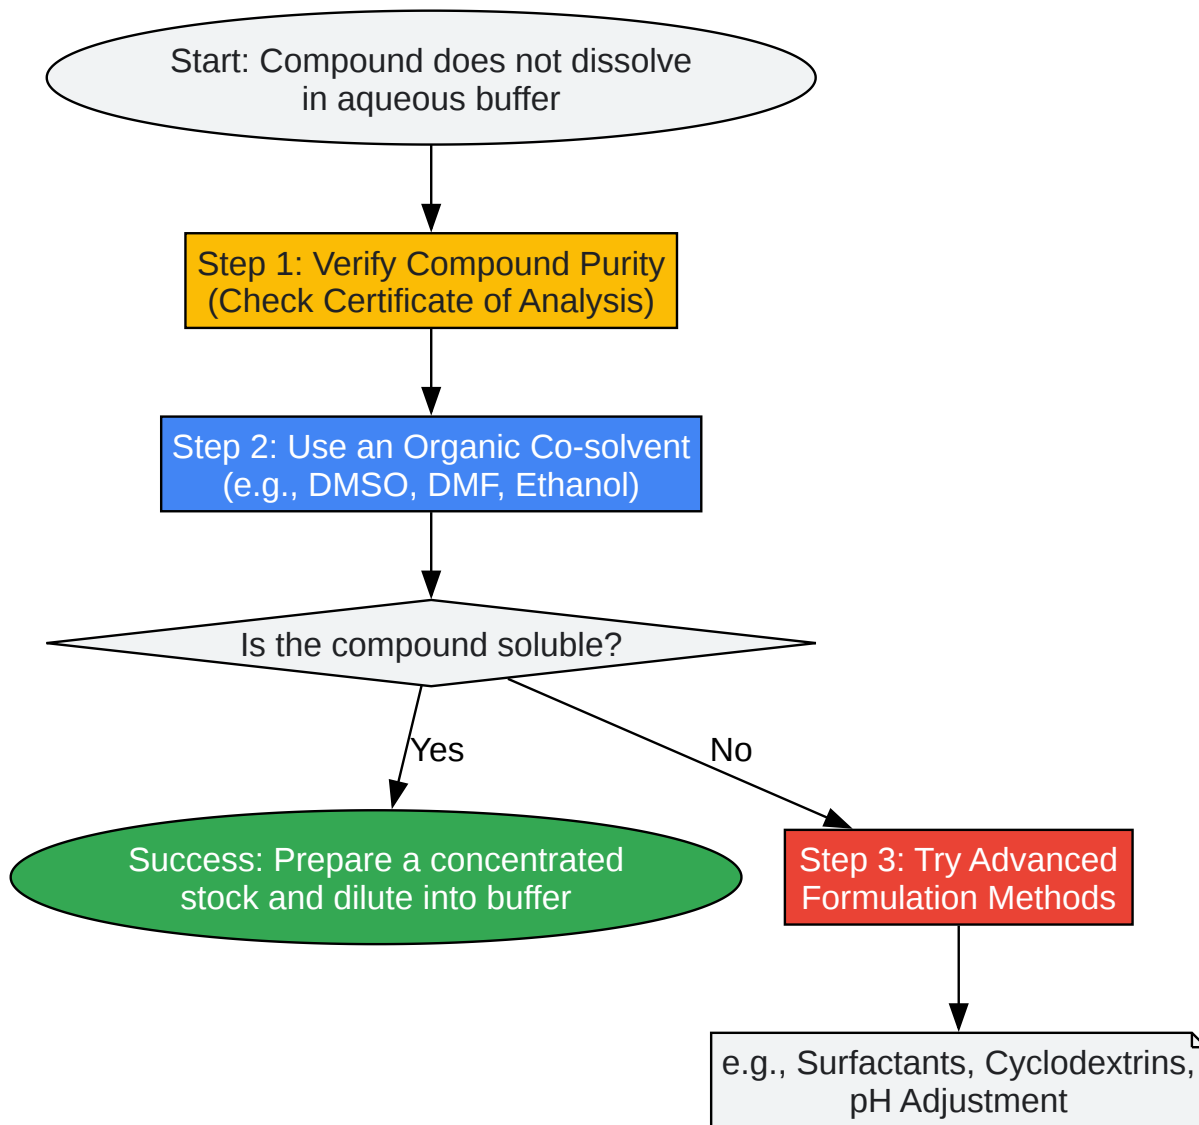 Start: Compound does not dissolve
in aqueous buffer
Step 1: Verify Compound Purity
(Check Certificate of Analysis)
Step 2: Use an Organic Co-solvent
(e.g., DMSO, DMF, Ethanol)
Is the compound soluble?
Yes
No
Success: Prepare a concentrated
stock and dilute into buffer
Step 3: Try Advanced
Formulation Methods
e.g., Surfactants, Cyclodextrins,
pH Adjustment